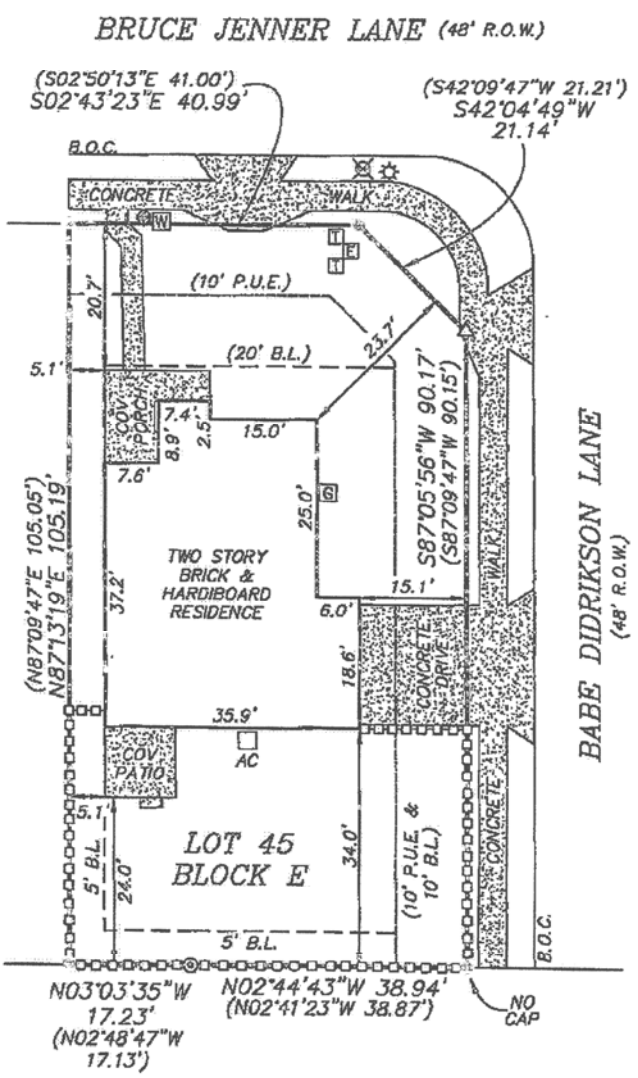 BRUCE JENNER LANE (48' R.O.W.)
(S02°50'13"E 41.00')
S02°43'23"E 40.99'
(S42°09'47"W 21.21')
S42°04'49"W
21.14'
B.O.C.
CONCRETE
WALK
W
T
E
T
20.7'
(10' P.U.E.)
(20' B.L.)
23.7'
5.1'
COV
PORCH
7.4'
2.5'
8.9'
7.6'
15.0'
25.0'
G
S87°05'56"W 90.17'
(S87°09'47"W 90.15')
WALK
BABE DIDRIKSON LANE
(48' R.O.W.)
(N87°09'47"E 105.05')
N87°13'19"E 105.19'
37.2'
TWO STORY
BRICK &
HARDIBOARD
RESIDENCE
6.0'
15.1'
18.6'
CONCRETE
DRIVE
35.9'
COV
PATIO
AC
5.1'
5' B.L.
24.0'
LOT 45
BLOCK E
34.0'
(10' P.U.E. &
10' B.L.)
CONCRETE
B.O.C.
5' B.L.
N03°03'35"W
17.23'
(N02°48'47"W
17.13')
N02°44'43"W 38.94'
(N02°41'23"W 38.87')
NO
CAP